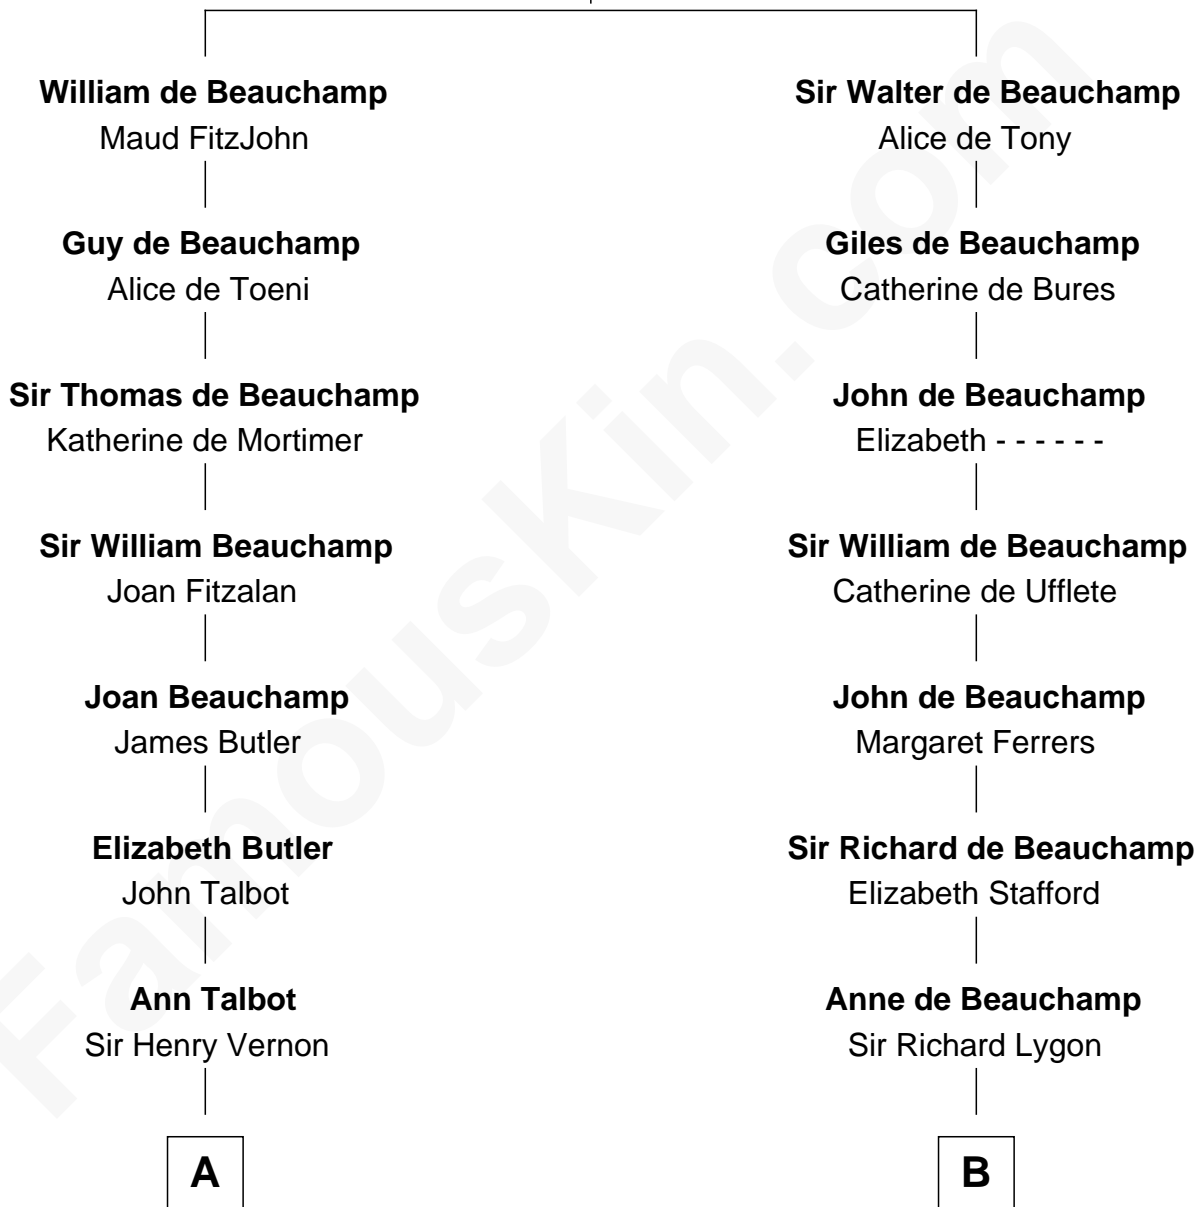 William de Beauchamp
Maud FitzJohn
Guy de Beauchamp
Alice de Toeni
Sir Thomas de Beauchamp
Katherine de Mortimer
Sir William Beauchamp
Joan Fitzalan
Joan Beauchamp
James Butler
Elizabeth Butler
John Talbot
Ann Talbot
Sir Henry Vernon
A
Sir Walter de Beauchamp
Alice de Tony
Giles de Beauchamp
Catherine de Bures
John de Beauchamp
Elizabeth - - - - - -
Sir William de Beauchamp
Catherine de Ufflete
John de Beauchamp
Margaret Ferrers
Sir Richard de Beauchamp
Elizabeth Stafford
Anne de Beauchamp
Sir Richard Lygon
B
FamousKin.com